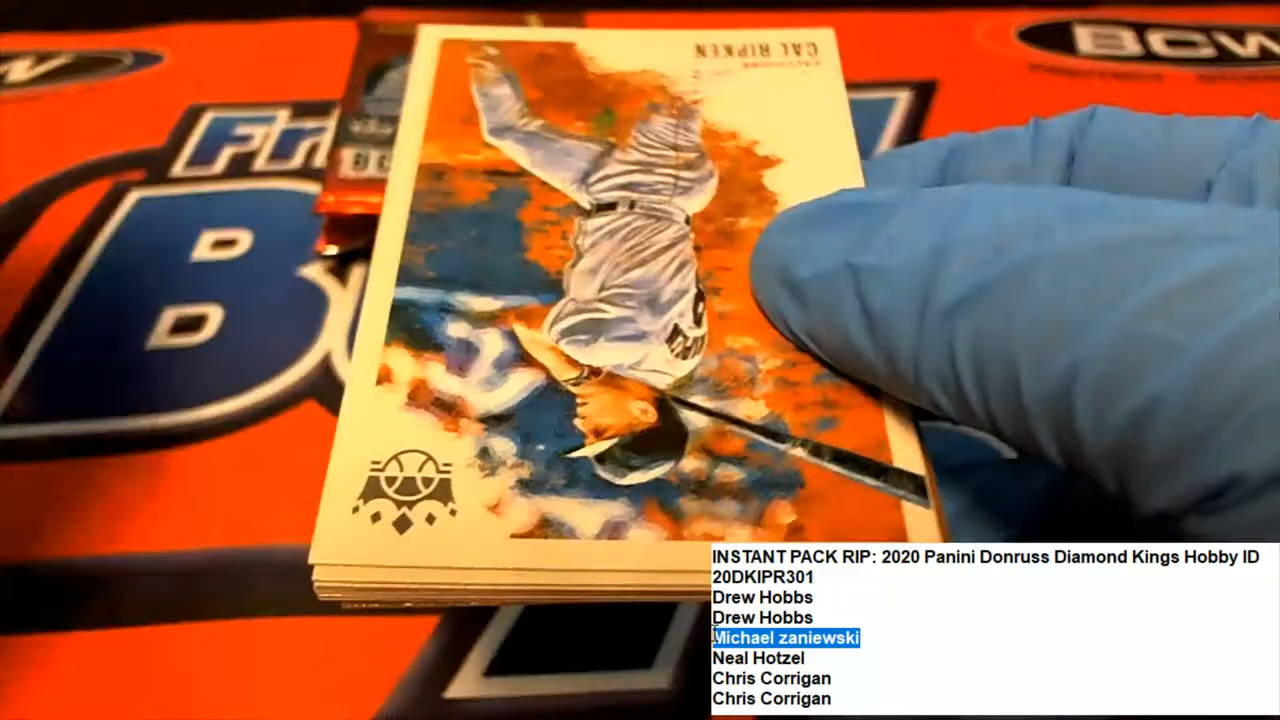 BCW
CAL RIPKEN
Fr
B
INSTANT PACK RIP: 2020 Panini Donruss Diamond Kings Hobby ID
20DKIPR301
Drew Hobbs
Drew Hobbs
Michael zaniewski
Neal Hotzel
Chris Corrigan
Chris Corrigan